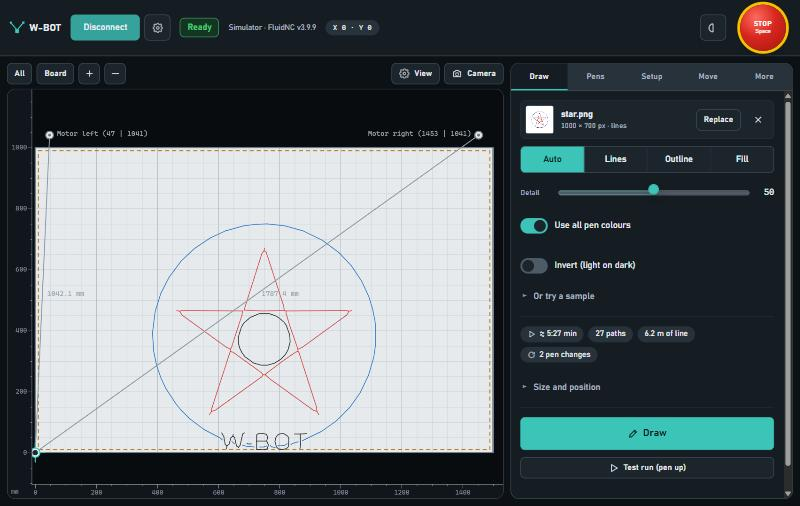 W-BOT
Disconnect
Ready
Simulator · FluidNC v3.9.9
X 0 · Y 0
STOP
Space
All
Board
+
−
View
Camera
Motor left (47 | 1041)
Motor right (1453 | 1041)
1000
800
600
400
200
0
1042.1 mm
1787.4 mm
W-BOT
mm
0
200
400
600
800
1000
1200
1400
Draw
Pens
Setup
Move
More
star.png
1000 × 700 px · lines
Replace
×
Auto
Lines
Outline
Fill
Detail
50
Use all pen colours
Invert (light on dark)
Or try a sample
≈ 5:27 min
27 paths
6.2 m of line
2 pen changes
Size and position
Draw
Test run (pen up)